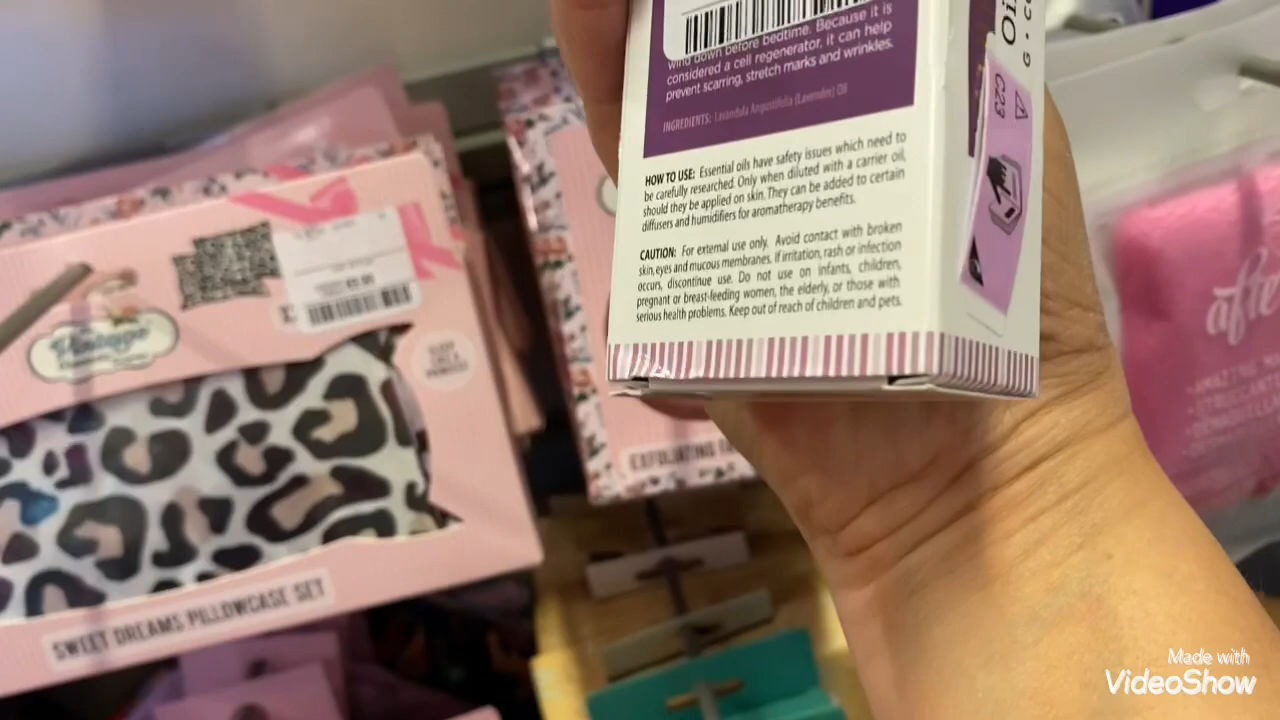 wind down before bedtime. Because it is
considered a cell regenerator, it can help
prevent scarring, stretch marks and wrinkles.
INGREDIENTS: Lavandula Angustifolia (Lavender) Oil
HOW TO USE: Essential oils have safety issues which need to
be carefully researched. Only when diluted with a carrier oil,
should they be applied on skin. They can be added to certain
diffusers and humidifiers for aromatherapy benefits.
CAUTION: For external use only. Avoid contact with broken
skin, eyes and mucous membranes. If irritation, rash or infection
occurs, discontinue use. Do not use on infants, children,
pregnant or breast-feeding women, the elderly, or those with
serious health problems. Keep out of reach of children and pets.
C23
Vintage
SWEET DREAMS PILLOWCASE SET
EXFOLIATING
afte
Made with
VideoShow